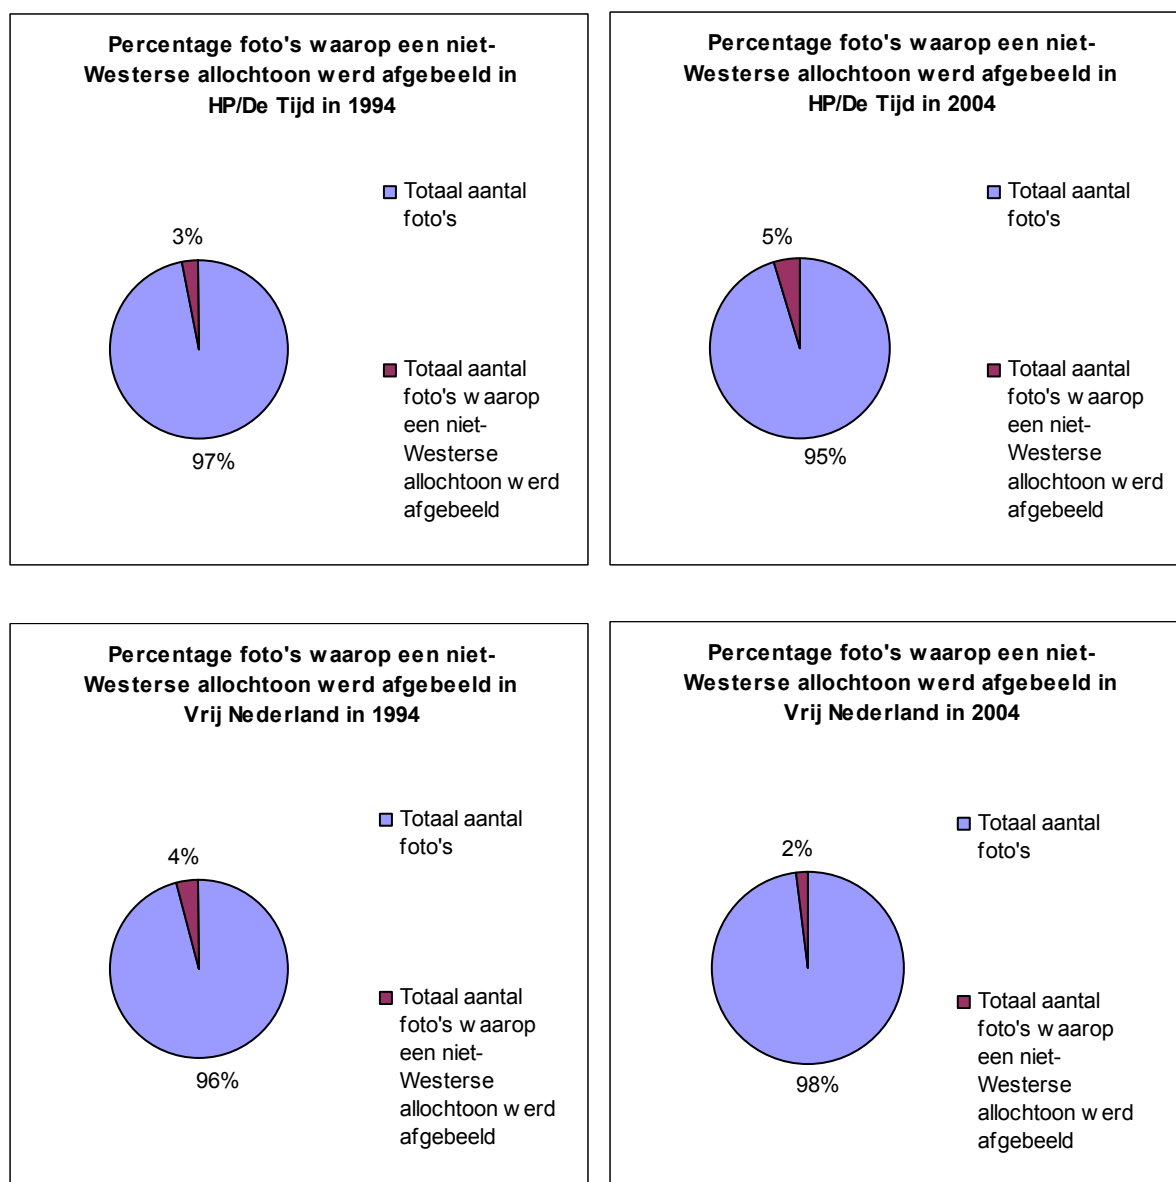 Percentage foto's waarop een niet-
Westerse allochtoon werd afgebeeld in
HP/De Tijd in 1994
Totaal aantal
foto's
3%
Totaal aantal
foto's waarop
een niet-
Westerse
allochtoon werd
afgebeeld
97%
Percentage foto's waarop een niet-
Westerse allochtoon werd afgebeeld in
HP/De Tijd in 2004
Totaal aantal
foto's
5%
Totaal aantal
foto's waarop
een niet-
Westerse
allochtoon werd
afgebeeld
95%
Percentage foto's waarop een niet-
Westerse allochtoon werd afgebeeld in
Vrij Nederland in 1994
Totaal aantal
foto's
4%
Totaal aantal
foto's waarop
een niet-
Westerse
allochtoon werd
afgebeeld
96%
Percentage foto's waarop een niet-
Westerse allochtoon werd afgebeeld in
Vrij Nederland in 2004
Totaal aantal
foto's
2%
Totaal aantal
foto's waarop
een niet-
Westerse
allochtoon werd
afgebeeld
98%